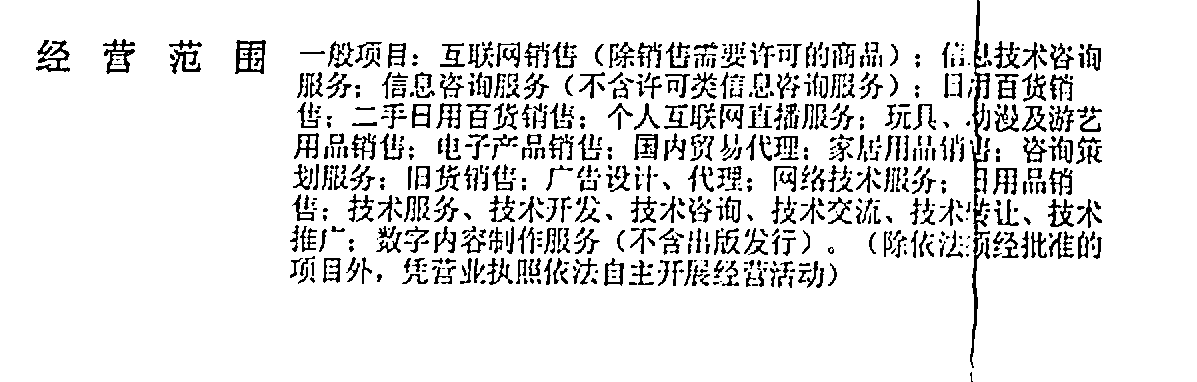 经营范围 一般项目：互联网销售（除销售需要许可的商品）；信息技术咨询
服务；信息咨询服务（不含许可类信息咨询服务）；日用百货销
售；二手日用百货销售；个人互联网直播服务；玩具、动漫及游艺
用品销售；电子产品销售；国内贸易代理；家居用品销售；咨询策
划服务；旧货销售；广告设计、代理；网络技术服务；日用品销
售；技术服务、技术开发、技术咨询、技术交流、技术转让、技术
推广；数字内容制作服务（不含出版发行）。（除依法须经批准的
项目外，凭营业执照依法自主开展经营活动）